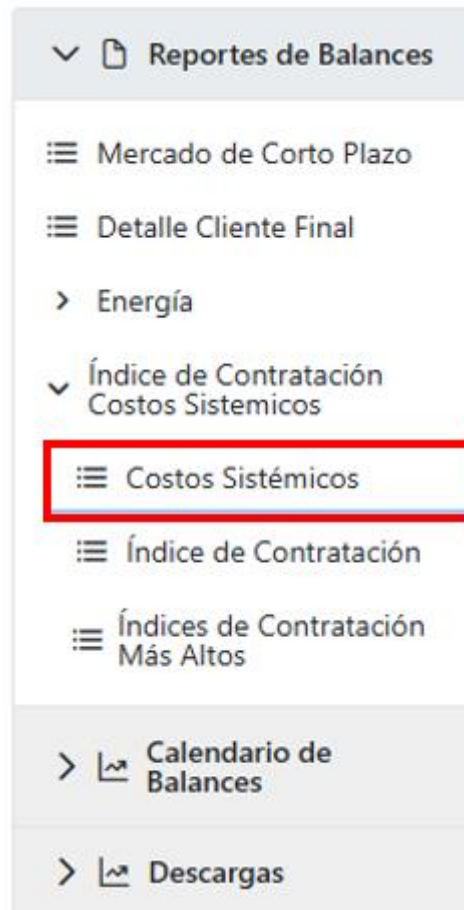 Reportes de Balances
Mercado de Corto Plazo
Detalle Cliente Final
Energía
Índice de Contratación
Costos Sistemicos
Costos Sistémicos
Índice de Contratación
Índices de Contratación
Más Altos
Calendario de
Balances
Descargas